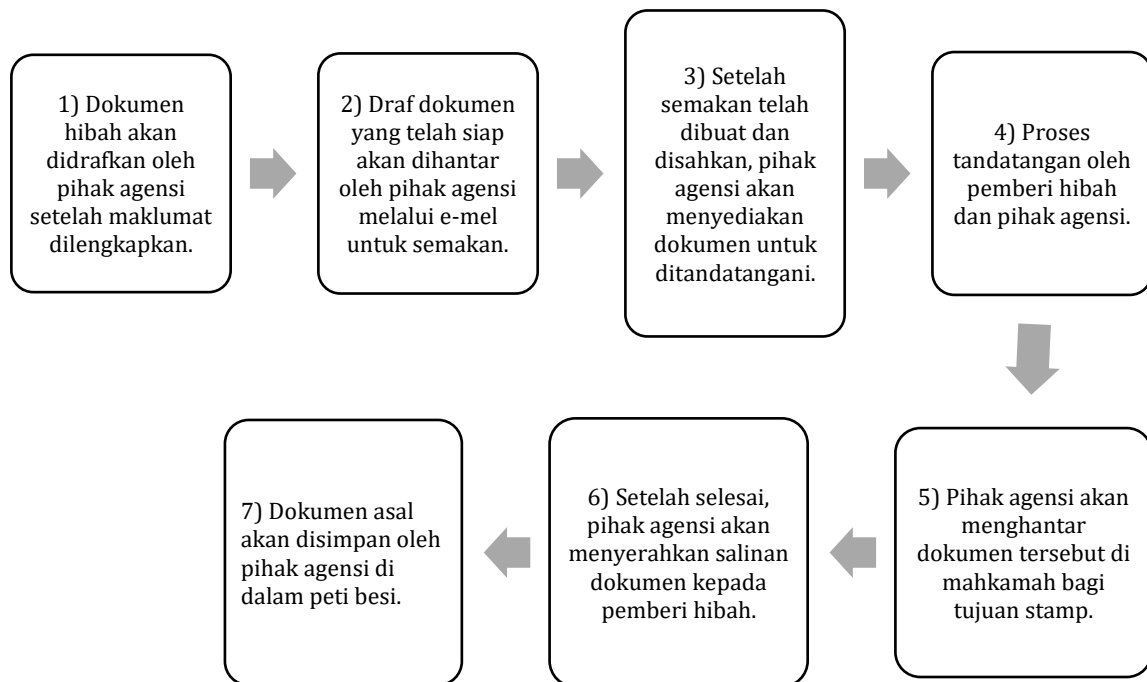 1) Dokumen
hibah akan
didrafkan oleh
pihak agensi
setelah maklumat
dilengkapkan.
2) Draf dokumen
yang telah siap
akan dihantar
oleh pihak agensi
melalui e-mel
untuk semakan.
3) Setelah
semakan telah
dibuat dan
disahkan, pihak
agensi akan
menyediakan
dokumen untuk
ditandatangani.
4) Proses
tandatangan oleh
pemberi hibah
dan pihak agensi.
5) Pihak agensi akan
menghantar
dokumen tersebut di
mahkamah bagi
tujuan stamp.
6) Setelah selesai,
pihak agensi akan
menyerahkan salinan
dokumen kepada
pemberi hibah.
7) Dokumen asal
akan disimpan oleh
pihak agensi di
dalam peti besi.